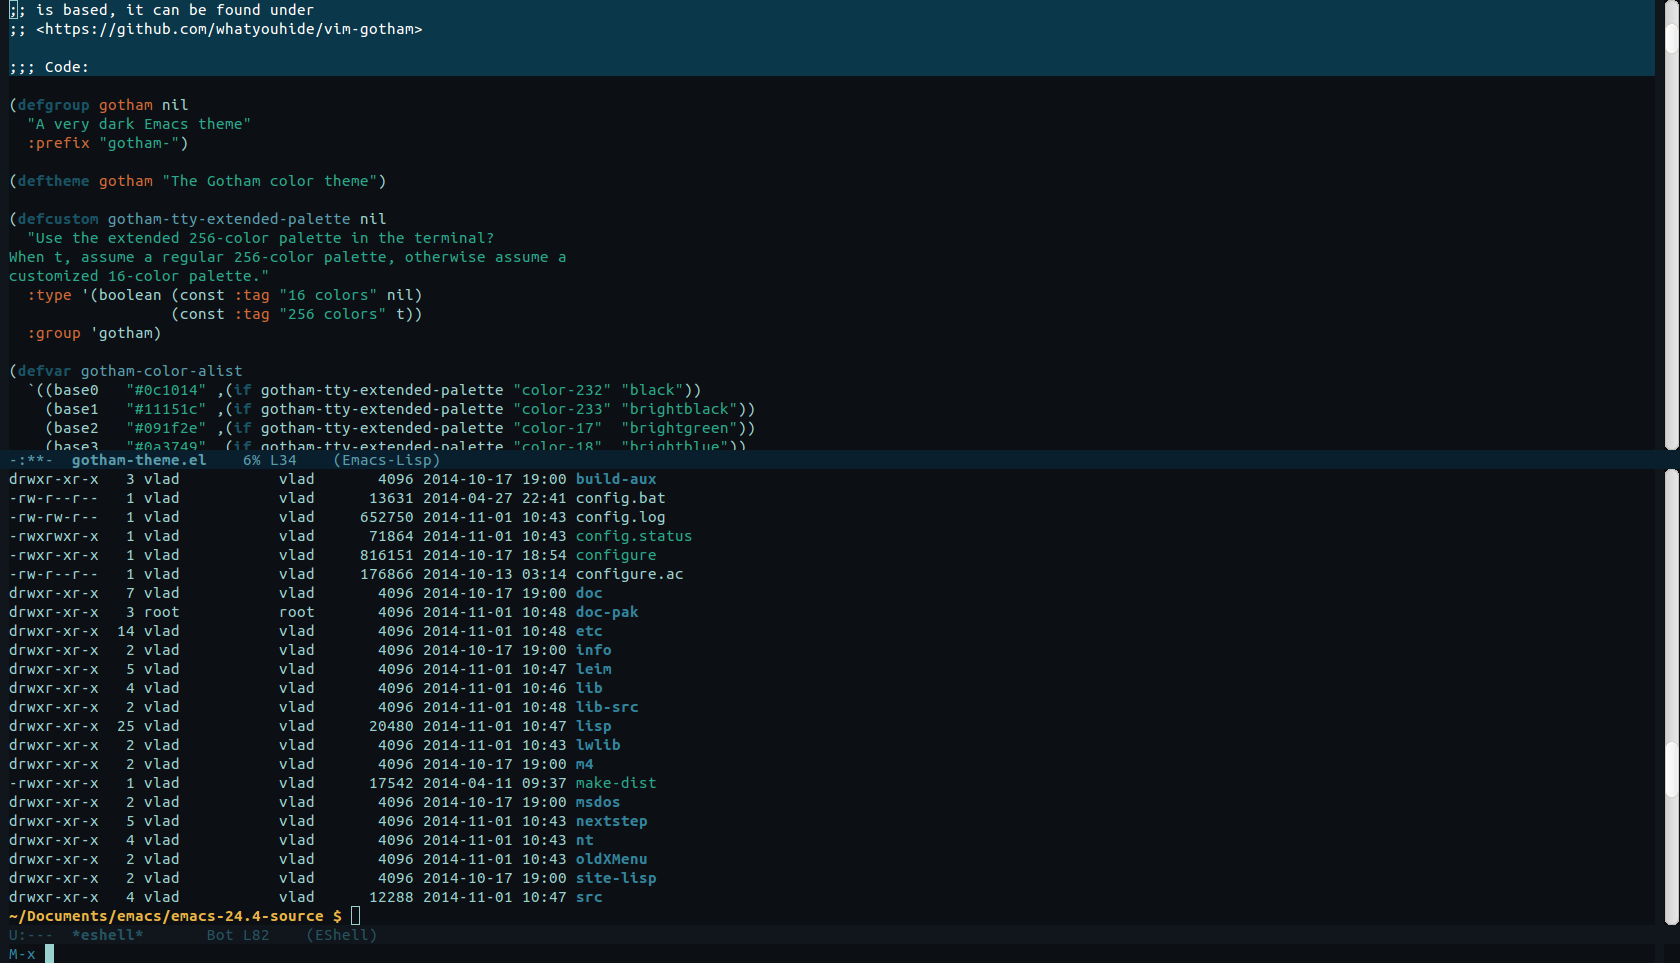 ;; is based, it can be found under
;; <https://github.com/whatyouhide/vim-gotham>

;;; Code:

(defgroup gotham nil
  "A very dark Emacs theme"
  :prefix "gotham-")

(deftheme gotham "The Gotham color theme")

(defcustom gotham-tty-extended-palette nil
  "Use the extended 256-color palette in the terminal?
When t, assume a regular 256-color palette, otherwise assume a
customized 16-color palette."
  :type '(boolean (const :tag "16 colors" nil)
                  (const :tag "256 colors" t))
  :group 'gotham)

(defvar gotham-color-alist
  `((base0   "#0c1014" ,(if gotham-tty-extended-palette "color-232" "black"))
    (base1   "#11151c" ,(if gotham-tty-extended-palette "color-233" "brightblack"))
    (base2   "#091f2e" ,(if gotham-tty-extended-palette "color-17"  "brightgreen"))
    (base3   "#0a3749" ,(if gotham-tty-extended-palette "color-18"  "brightblue"))
-:**-  gotham-theme.el    6% L34    (Emacs-Lisp)
drwxr-xr-x   3 vlad           vlad       4096 2014-10-17 19:00 build-aux
-rw-r--r--   1 vlad           vlad      13631 2014-04-27 22:41 config.bat
-rw-rw-r--   1 vlad           vlad     652750 2014-11-01 10:43 config.log
-rwxrwxr-x   1 vlad           vlad      71864 2014-11-01 10:43 config.status
-rwxr-xr-x   1 vlad           vlad     816151 2014-10-17 18:54 configure
-rw-r--r--   1 vlad           vlad     176866 2014-10-13 03:14 configure.ac
drwxr-xr-x   7 vlad           vlad       4096 2014-10-17 19:00 doc
drwxr-xr-x   3 root           root       4096 2014-11-01 10:48 doc-pak
drwxr-xr-x  14 vlad           vlad       4096 2014-11-01 10:48 etc
drwxr-xr-x   2 vlad           vlad       4096 2014-10-17 19:00 info
drwxr-xr-x   5 vlad           vlad       4096 2014-11-01 10:47 leim
drwxr-xr-x   4 vlad           vlad       4096 2014-11-01 10:46 lib
drwxr-xr-x   2 vlad           vlad       4096 2014-11-01 10:48 lib-src
drwxr-xr-x  25 vlad           vlad      20480 2014-11-01 10:47 lisp
drwxr-xr-x   2 vlad           vlad       4096 2014-11-01 10:43 lwlib
drwxr-xr-x   2 vlad           vlad       4096 2014-10-17 19:00 m4
-rwxr-xr-x   1 vlad           vlad      17542 2014-04-11 09:37 make-dist
drwxr-xr-x   2 vlad           vlad       4096 2014-10-17 19:00 msdos
drwxr-xr-x   5 vlad           vlad       4096 2014-11-01 10:43 nextstep
drwxr-xr-x   4 vlad           vlad       4096 2014-11-01 10:43 nt
drwxr-xr-x   2 vlad           vlad       4096 2014-11-01 10:43 oldXMenu
drwxr-xr-x   2 vlad           vlad       4096 2014-10-17 19:00 site-lisp
drwxr-xr-x   4 vlad           vlad      12288 2014-11-01 10:47 src
~/Documents/emacs/emacs-24.4-source $
U:---  *eshell*       Bot L82    (EShell)
M-x